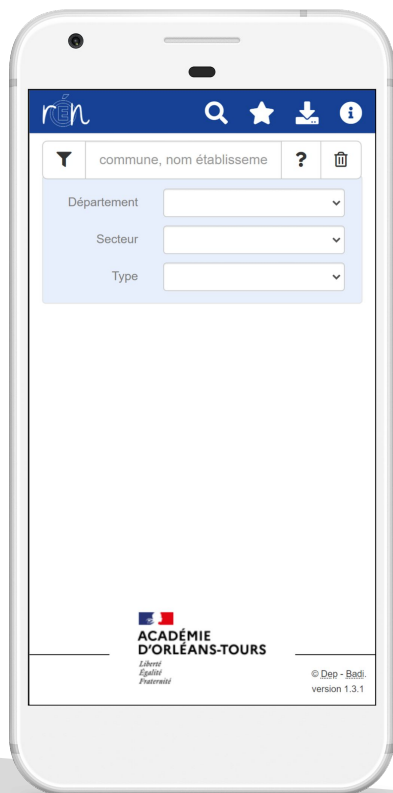 rÉn
commune, nom établisseme
?
Département
Secteur
Type
ACADÉMIE
D'ORLÉANS-TOURS
Liberté
Égalité
Fraternité
© Dep - Badi.
version 1.3.1